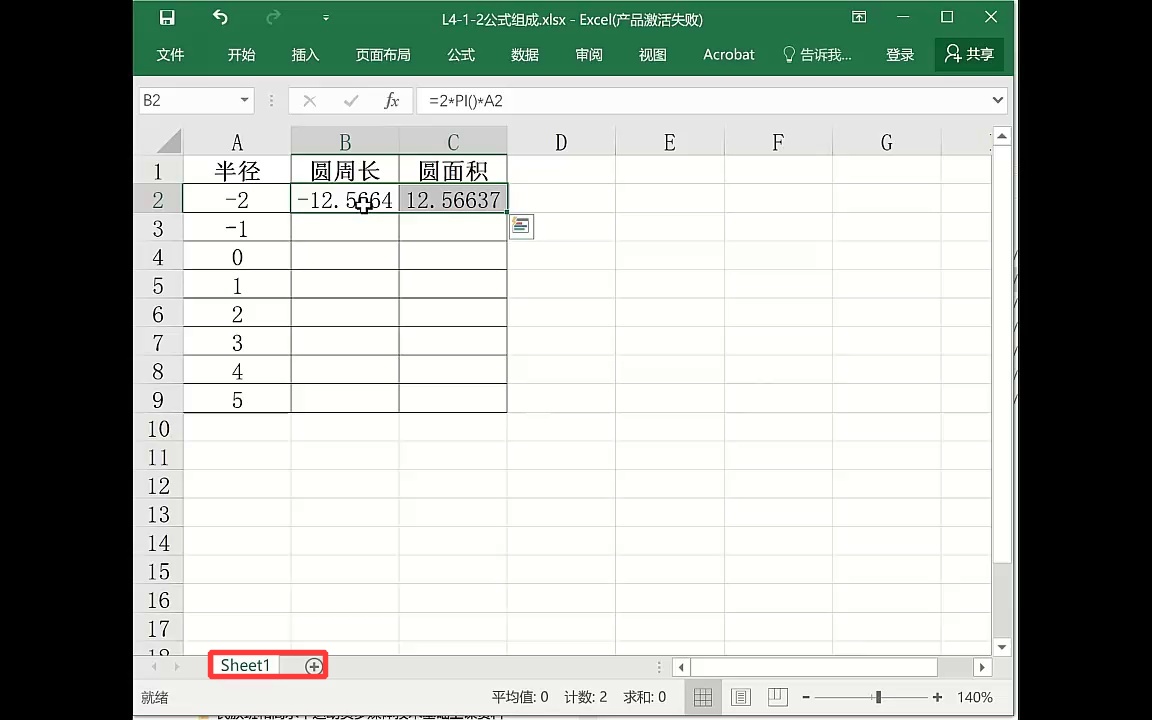 L4-1-2公式组成.xlsx - Excel(产品激活失败)
文件 开始 插入 页面布局 公式 数据 审阅 视图 Acrobat 告诉我... 登录 共享
B2 fx =2*PI()*A2
A B C D E F G
1 半径 圆周长 圆面积
2 -2 -12.5664 12.56637
3 -1
4 0
5 1
6 2
7 3
8 4
9 5
10
11
12
13
14
15
16
17
18
Sheet1
就绪 平均值: 0 计数: 2 求和: 0 140%